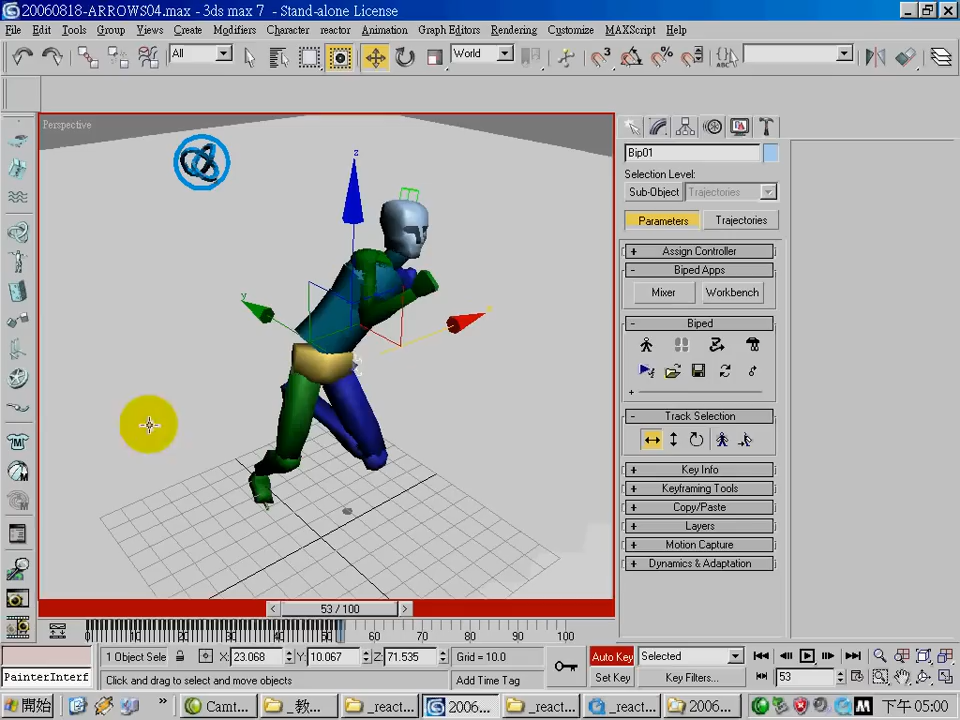 20060818-ARROWS04.max - 3ds max 7 - Stand-alone License
File Edit Tools Group Views Create Modifiers Character reactor Animation Graph Editors Rendering Customize MAXScript Help
All World
Perspective
z
y
Bip01
Selection Level:
Sub-Object Trajectories
Parameters Trajectories
+ Assign Controller
- Biped Apps
Mixer Workbench
- Biped
+
- Track Selection
+ Key Info
+ Keyframing Tools
+ Copy/Paste
+ Layers
+ Motion Capture
+ Dynamics & Adaptation
< 53 / 100 >
0 10 20 30 40 50 60 70 80 90 100
1 Object Sele X: 23.068 Y: 10.067 Z: 71.535 Grid = 10.0 Auto Key Selected
PainterInterf Click and drag to select and move objects Add Time Tag Set Key Key Filters... 53
開始 » Camt... _教... _react... 2006... _react... _react... 2006... 下午 05:00